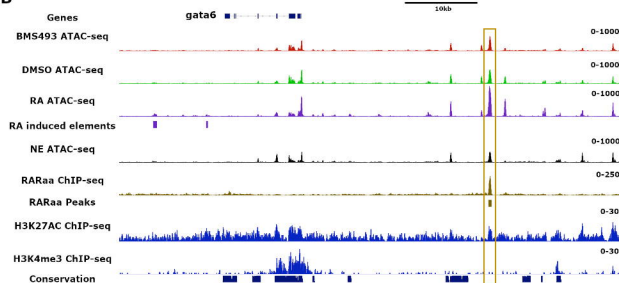 Genes
gata6
10kb
BMS493 ATAC-seq
0-1000
DMSO ATAC-seq
0-1000
RA ATAC-seq
0-1000
RA induced elements
NE ATAC-seq
0-1000
RARaa ChIP-seq
0-250
RARaa Peaks
0-30
H3K27AC ChIP-seq
0-30
H3K4me3 ChIP-seq
Conservation